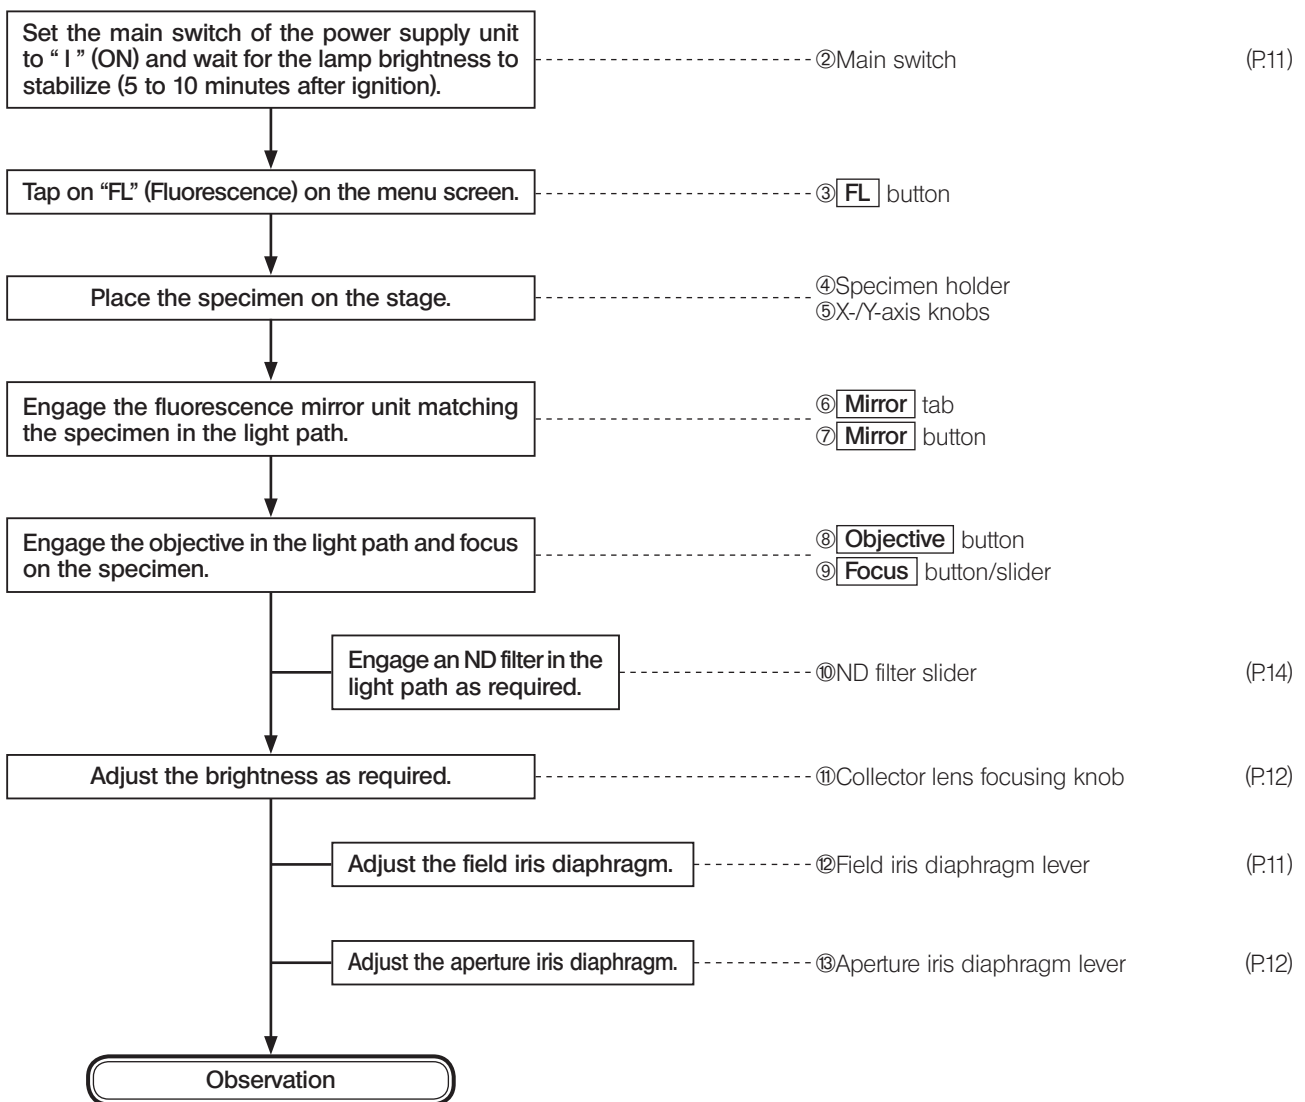 Set the main switch of the power supply unit
to “ I ” (ON) and wait for the lamp brightness to
stabilize (5 to 10 minutes after ignition).
②Main switch (P.11)
Tap on “FL” (Fluorescence) on the menu screen.
③ FL button
Place the specimen on the stage.
④Specimen holder
⑤X-/Y-axis knobs
Engage the fluorescence mirror unit matching
the specimen in the light path.
⑥ Mirror tab
⑦ Mirror button
Engage the objective in the light path and focus
on the specimen.
⑧ Objective button
⑨ Focus button/slider
Engage an ND filter in the
light path as required.
⑩ND filter slider (P.14)
Adjust the brightness as required.
⑪Collector lens focusing knob (P.12)
Adjust the field iris diaphragm.
⑫Field iris diaphragm lever (P.11)
Adjust the aperture iris diaphragm.
⑬Aperture iris diaphragm lever (P.12)
Observation